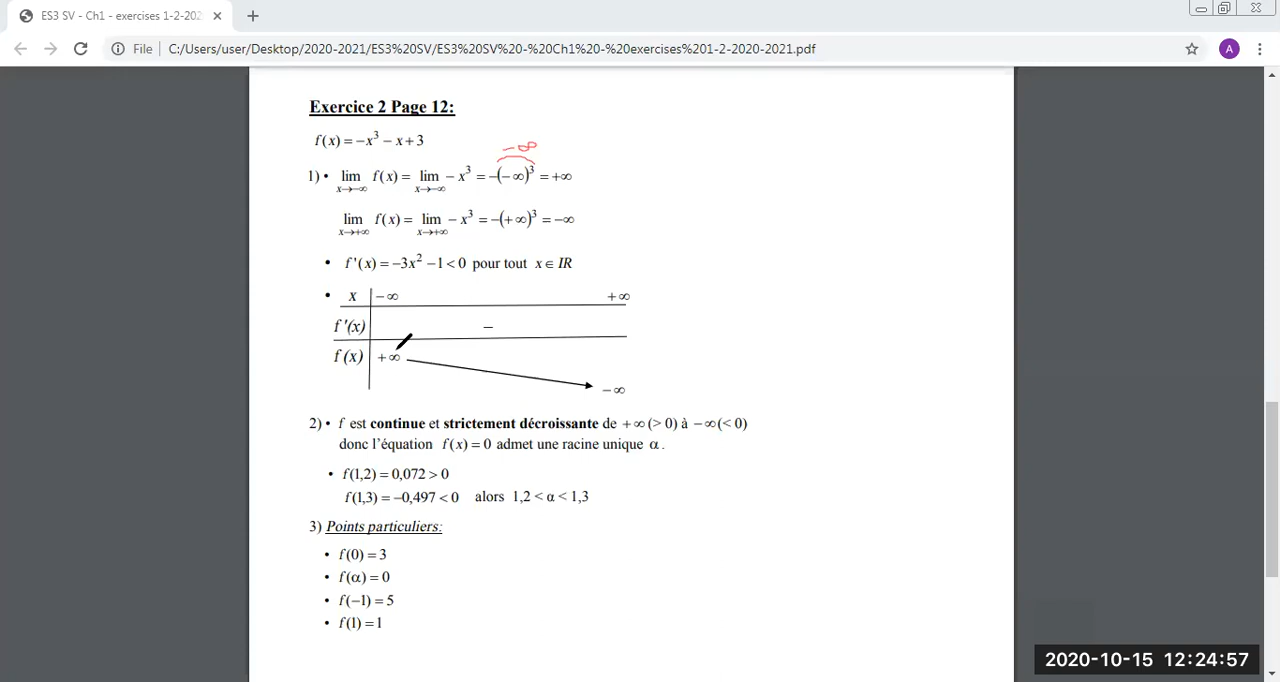 ES3 SV - Ch1 - exercises 1-2-202
File | C:/Users/user/Desktop/2020-2021/ES3%20SV/ES3%20SV%20-%20Ch1%20-%20exercises%201-2-2020-2021.pdf
A
Exercice 2 Page 12:
f(x) = −x³ − x + 3
−∞
1) • lim f(x) = lim − x³ = −(−∞)³ = +∞
x→−∞ x→−∞
lim f(x) = lim − x³ = −(+∞)³ = −∞
x→+∞ x→+∞
• f'(x) = −3x² − 1 < 0 pour tout x ∈ IR
• x −∞ +∞
f'(x) −
f(x) +∞
−∞
2) • f est continue et strictement décroissante de +∞(> 0) à −∞(< 0)
donc l'équation f(x) = 0 admet une racine unique α.
• f(1,2) = 0,072 > 0
f(1,3) = −0,497 < 0 alors 1,2 < α < 1,3
3) Points particuliers:
• f(0) = 3
• f(α) = 0
• f(−1) = 5
• f(1) = 1
2020-10-15 12:24:57